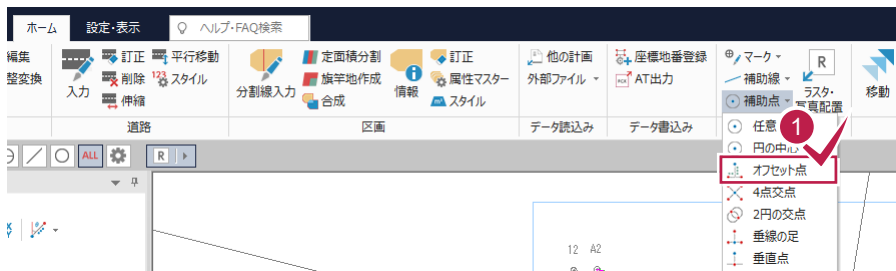 ホーム 設定・表示 ヘルプ・FAQ検索
編集 訂正 平行移動 定面積分割 訂正 他の計画 座標地番登録 マーク R
整変換 入力 削除 123 スタイル 分割線入力 旗竿地作成 情報 属性マスター 外部ファイル AT出力 補助線 ラスタ・ 移動
伸縮 合成 スタイル 補助点 写真配置
道路 区画 データ読込み データ書込み 任意
1
ALL R 円の中心
オフセット点
4点交点
2円の交点
垂線の足
12 A2 垂直点